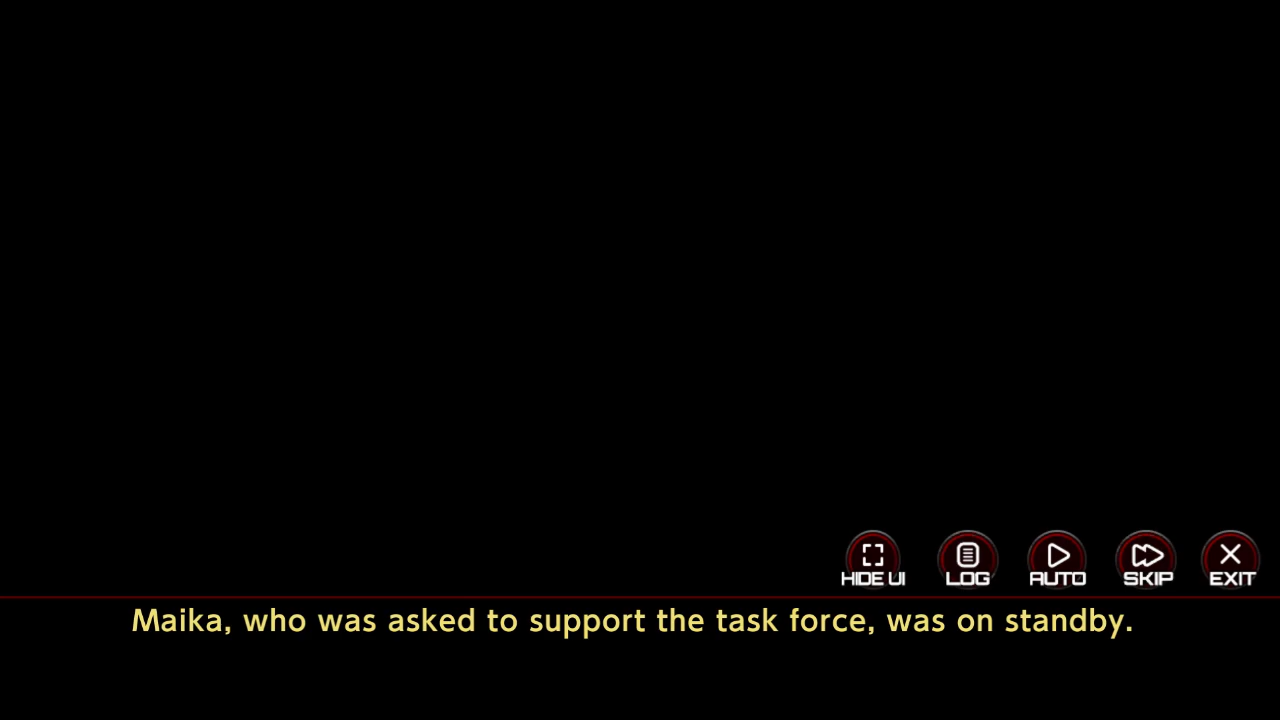 HIDE UI
LOG
AUTO
SKIP
EXIT
Maika, who was asked to support the task force, was on standby.